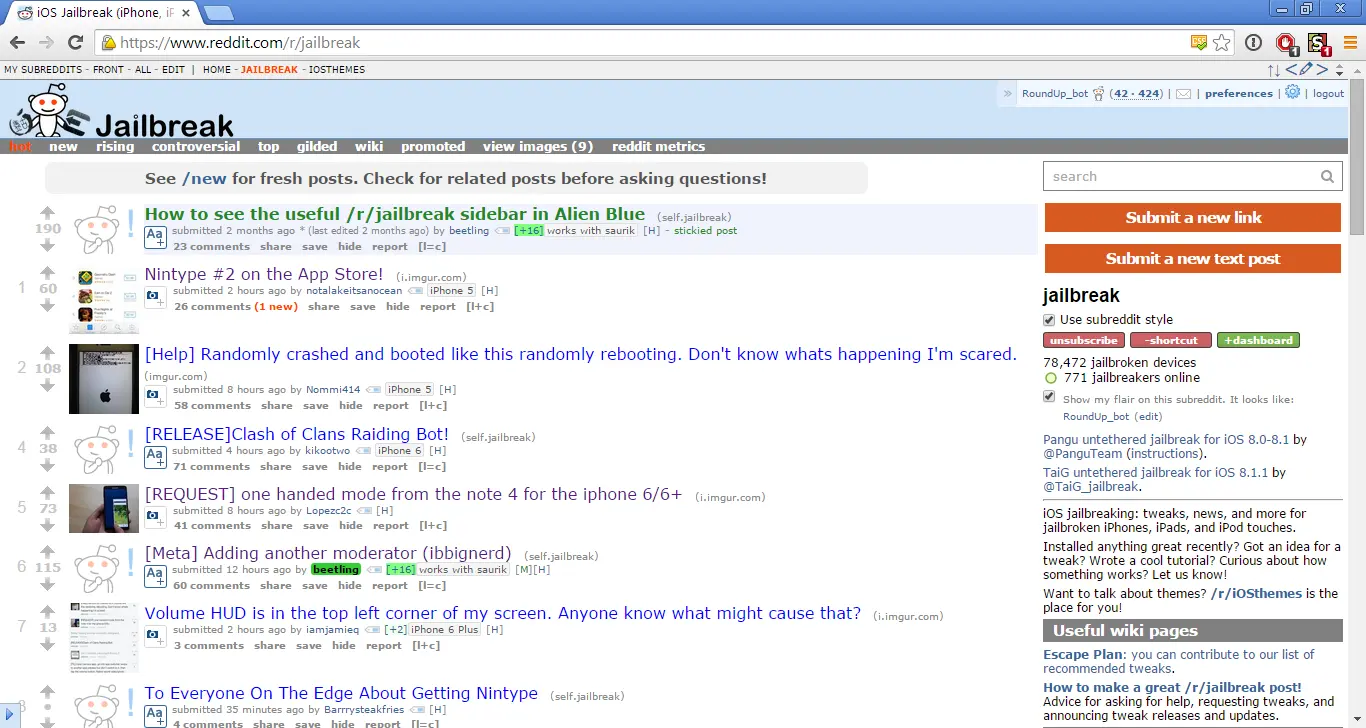 iOS Jailbreak (iPhone, iF
https://www.reddit.com/r/jailbreak
MY SUBREDDITS - FRONT - ALL - EDIT | HOME - JAILBREAK - IOSTHEMES
RoundUp_bot (42 · 424) | | preferences | | logout
Jailbreak
hot new rising controversial top gilded wiki promoted view images (9) reddit metrics
See /new for fresh posts. Check for related posts before asking questions!
190
How to see the useful /r/jailbreak sidebar in Alien Blue (self.jailbreak)
Aa+ submitted 2 months ago * (last edited 2 months ago) by beetling [+16] works with saurik [H] - stickied post
23 comments share save hide report [l=c]
1 60
Nintype #2 on the App Store! (i.imgur.com)
submitted 2 hours ago by notalakeitsanocean iPhone 5 [H]
26 comments (1 new) share save hide report [l+c]
2 108
[Help] Randomly crashed and booted like this randomly rebooting. Don't know whats happening I'm scared.
(imgur.com)
submitted 8 hours ago by Nommi414 iPhone 5 [H]
58 comments share save hide report [l+c]
4 38
[RELEASE]Clash of Clans Raiding Bot! (self.jailbreak)
Aa+ submitted 4 hours ago by kikootwo iPhone 6 [H]
71 comments share save hide report [l=c]
5 73
[REQUEST] one handed mode from the note 4 for the iphone 6/6+ (i.imgur.com)
submitted 8 hours ago by Lopezc2c [H]
41 comments share save hide report [l+c]
6 115
[Meta] Adding another moderator (ibbignerd) (self.jailbreak)
Aa+ submitted 12 hours ago by beetling [+16] works with saurik [M][H]
60 comments share save hide report [l=c]
7 13
Volume HUD is in the top left corner of my screen. Anyone know what might cause that? (i.imgur.com)
submitted 2 hours ago by iamjamieq [+2] iPhone 6 Plus [H]
3 comments share save hide report [l+c]
8 •
To Everyone On The Edge About Getting Nintype (self.jailbreak)
Aa submitted 35 minutes ago by Barrrysteakfries [H]
4 comments share save hide report [l=c]
search
Submit a new link
Submit a new text post
jailbreak
Use subreddit style
unsubscribe -shortcut +dashboard
78,472 jailbroken devices
771 jailbreakers online
Show my flair on this subreddit. It looks like:
RoundUp_bot (edit)
Pangu untethered jailbreak for iOS 8.0-8.1 by
@PanguTeam (instructions).
TaiG untethered jailbreak for iOS 8.1.1 by
@TaiG_jailbreak.
iOS jailbreaking: tweaks, news, and more for
jailbroken iPhones, iPads, and iPod touches.
Installed anything great recently? Got an idea for a
tweak? Wrote a cool tutorial? Curious about how
something works? Let us know!
Want to talk about themes? /r/iOSthemes is the
place for you!
Useful wiki pages
Escape Plan: you can contribute to our list of
recommended tweaks.
How to make a great /r/jailbreak post!
Advice for asking for help, requesting tweaks, and
announcing tweak releases and updates.